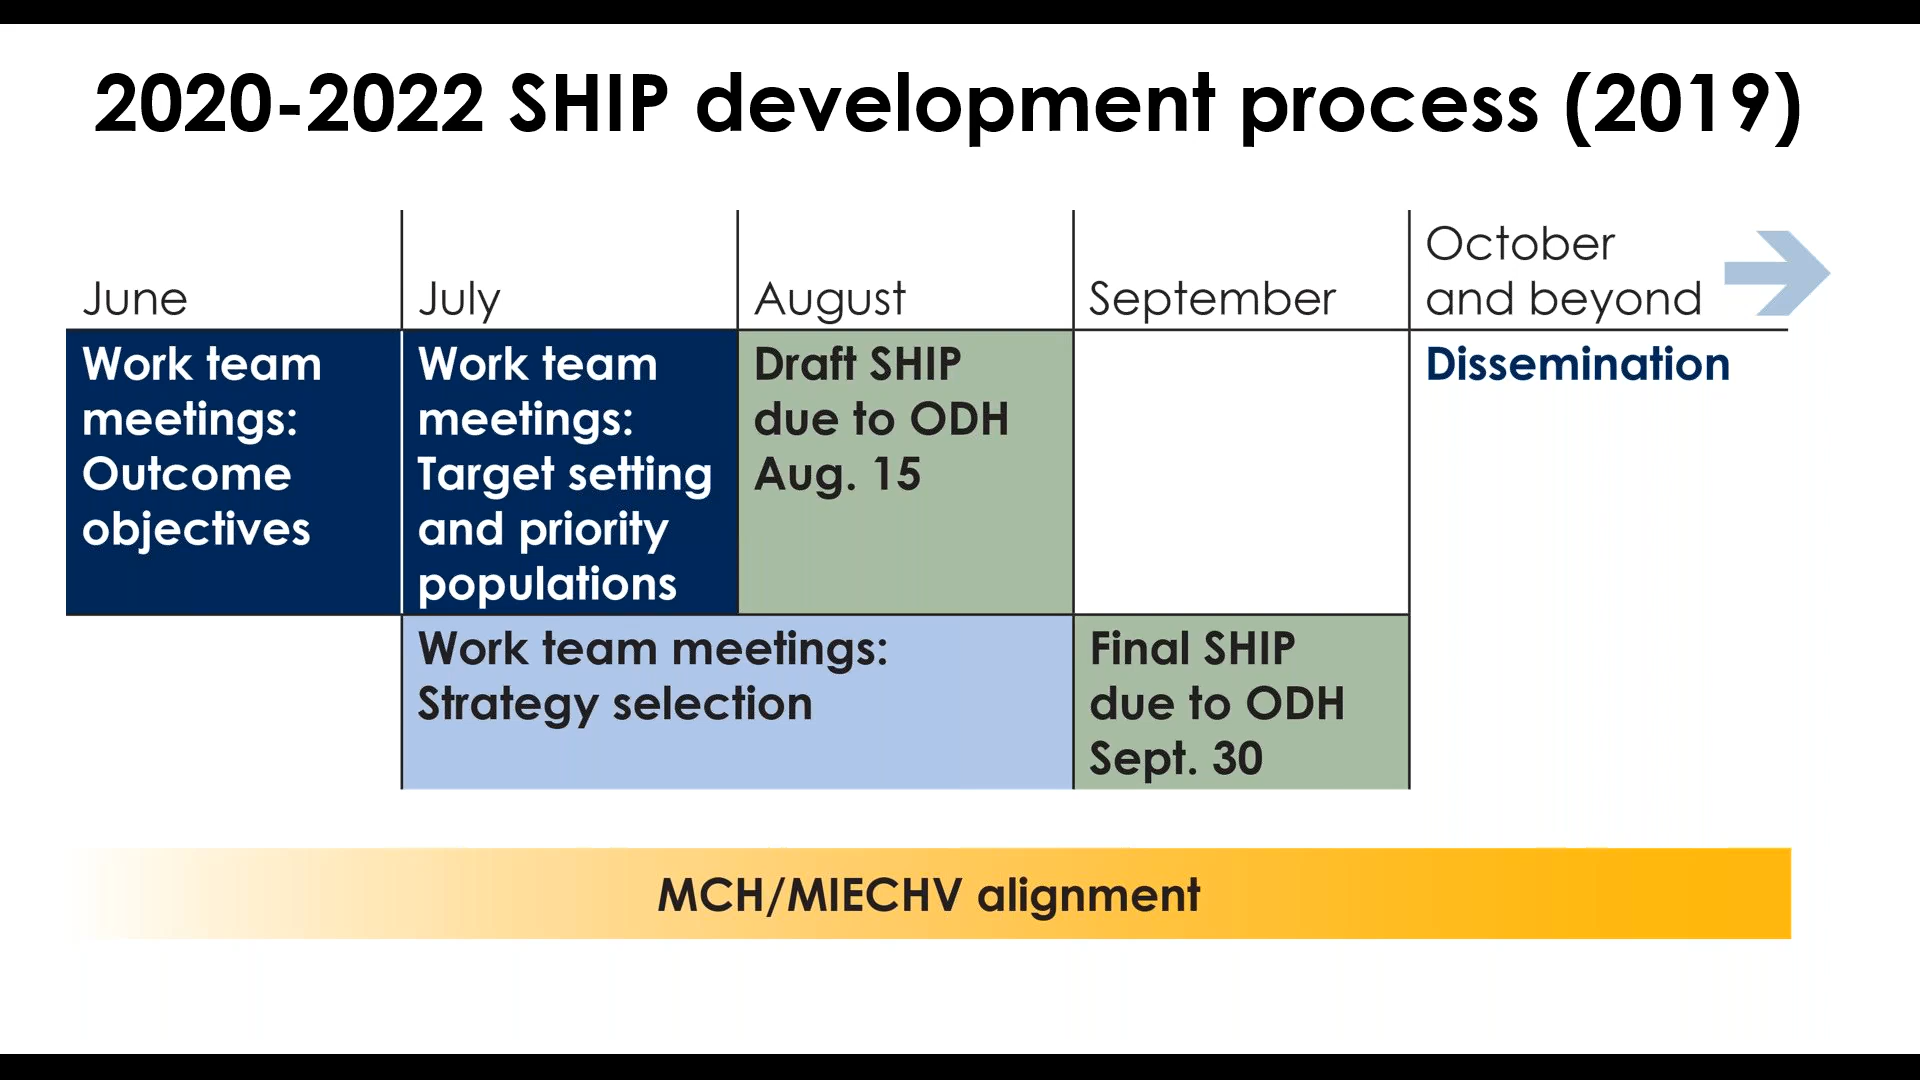 2020-2022 SHIP development process (2019)
June
July
August
September
October
and beyond
Work team
meetings:
Outcome
objectives
Work team
meetings:
Target setting
and priority
populations
Draft SHIP
due to ODH
Aug. 15
Dissemination
Work team meetings:
Strategy selection
Final SHIP
due to ODH
Sept. 30
MCH/MIECHV alignment